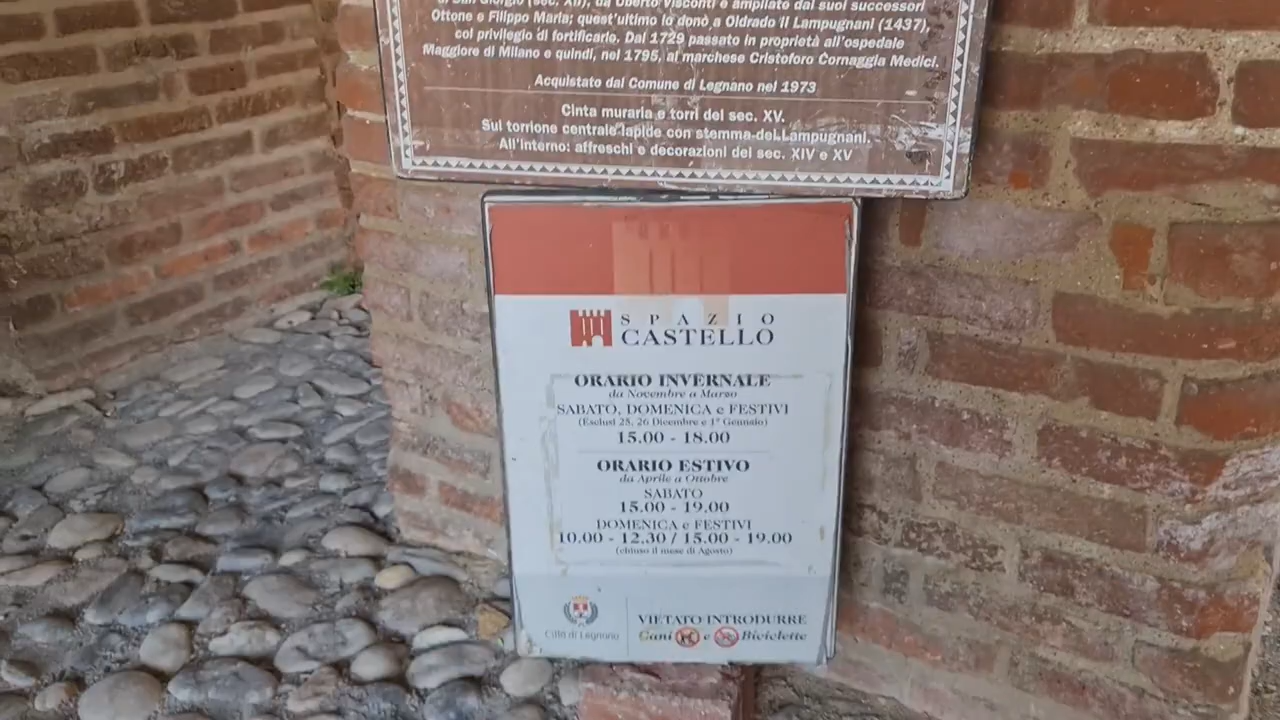 di San Giorgio (sec. XII), da Uberto Visconti e ampliato dai suoi successori
Ottone e Filippo Maria; quest'ultimo lo donò a Oldrado II Lampugnani (1437),
col privilegio di fortificarlo. Dal 1729 passato in proprietà all'ospedale
Maggiore di Milano e quindi, nel 1795, al marchese Cristoforo Cornaggia Medici.
Acquistato dal Comune di Legnano nel 1973
Cinta muraria e torri del sec. XV.
Sul torrione centrale lapide con stemma dei Lampugnani.
All'interno: affreschi e decorazioni dei sec. XIV e XV
SPAZIO
CASTELLO
ORARIO INVERNALE
da Novembre a Marzo
SABATO, DOMENICA e FESTIVI
(Esclusi 25, 26 Dicembre e 1° Gennaio)
15.00 - 18.00
ORARIO ESTIVO
da Aprile a Ottobre
SABATO
15.00 - 19.00
DOMENICA e FESTIVI
10.00 - 12.30 / 15.00 - 19.00
(chiuso il mese di Agosto)
Città di Legnano
VIETATO INTRODURRE
Cani e Biciclette